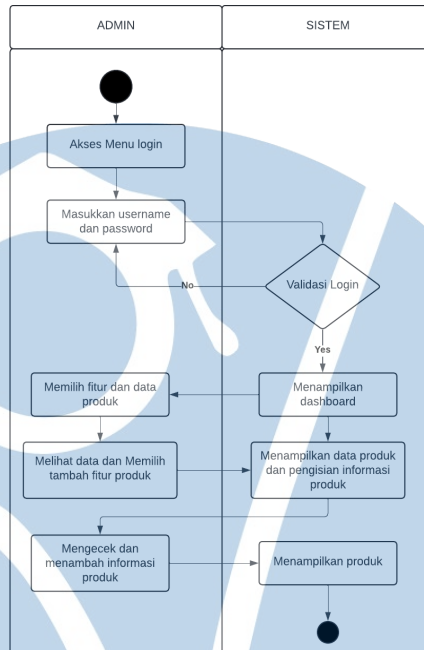 ADMIN
SISTEM
Akses Menu login
Masukkan username
dan password
Validasi Login
No
Yes
Memilih fitur dan data
produk
Menampilkan
dashboard
Melihat data dan Memilih
tambah fitur produk
Menampilkan data produk
dan pengisian informasi
produk
Mengecek dan
menambah informasi
produk
Menampilkan produk